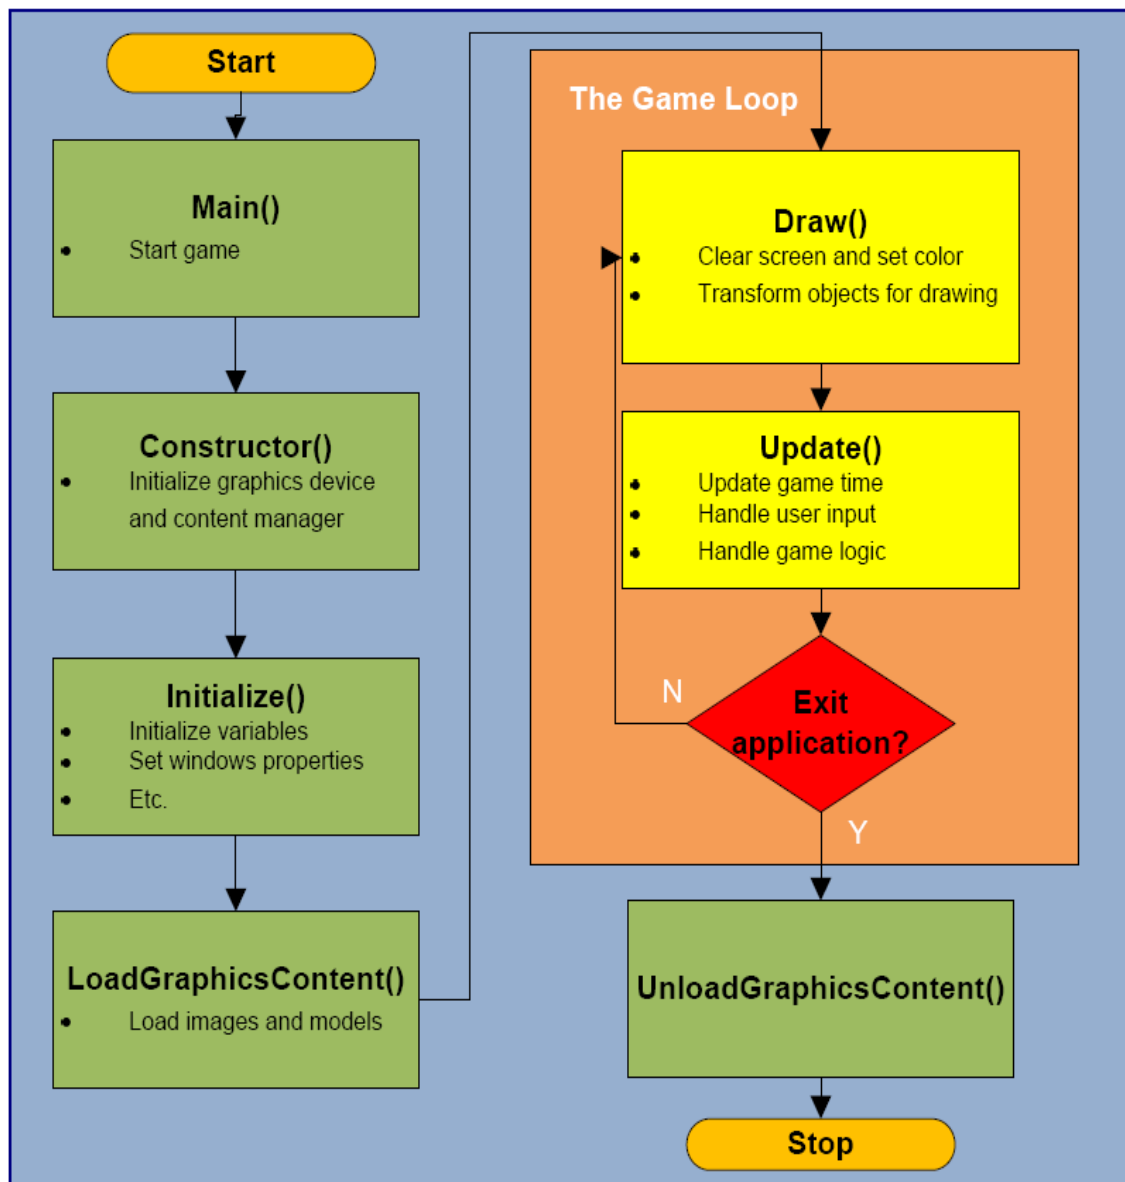 Start
Main()
• Start game
Constructor()
• Initialize graphics device
and content manager
Initialize()
• Initialize variables
• Set windows properties
• Etc.
LoadGraphicsContent()
• Load images and models
The Game Loop
Draw()
• Clear screen and set color
• Transform objects for drawing
Update()
• Update game time
• Handle user input
• Handle game logic
Exit
application?
N
Y
UnloadGraphicsContent()
Stop